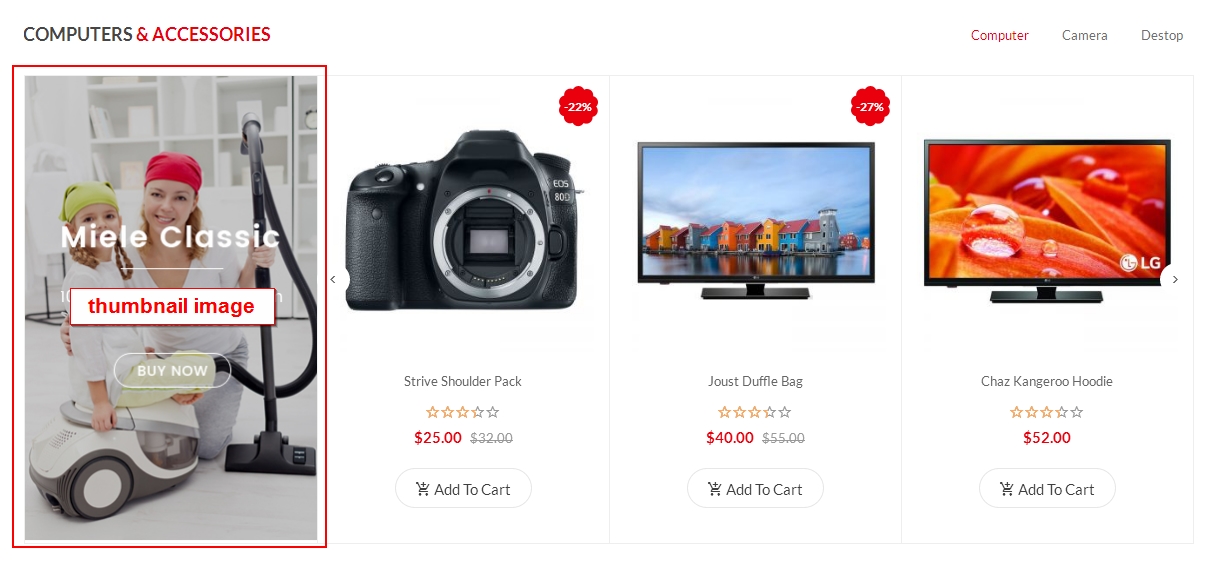 COMPUTERS & ACCESSORIES
Computer
Camera
Destop
Miele Classic
thumbnail image
BUY NOW
-22%
EOS
80D
Strive Shoulder Pack
$25.00 $32.00
Add To Cart
-27%
Joust Duffle Bag
$40.00 $55.00
Add To Cart
LG
Chaz Kangeroo Hoodie
$52.00
Add To Cart